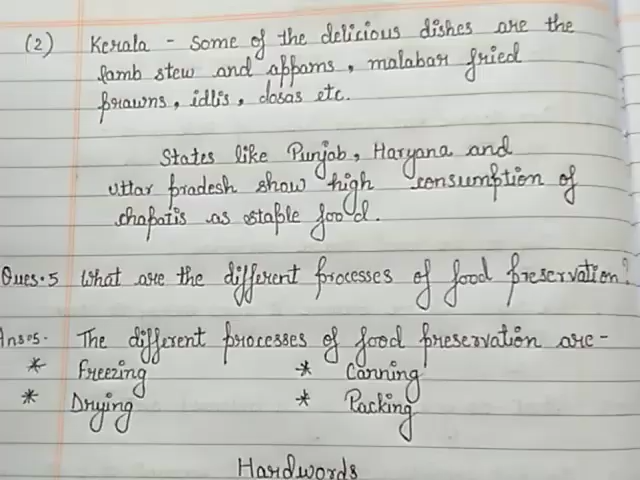 (2) Kerala - some of the delicious dishes are the
lamb stew and appams, malabar fried
prawns, idlis, dosas etc.
States like Punjab, Haryana and
uttar pradesh show high consumption of
chapatis as staple food.
Ques.5 What are the different processes of food preservation?
Ans.5. The different processes of food preservation are-
* Freezing * Canning
* Drying * Packing
Hardwords